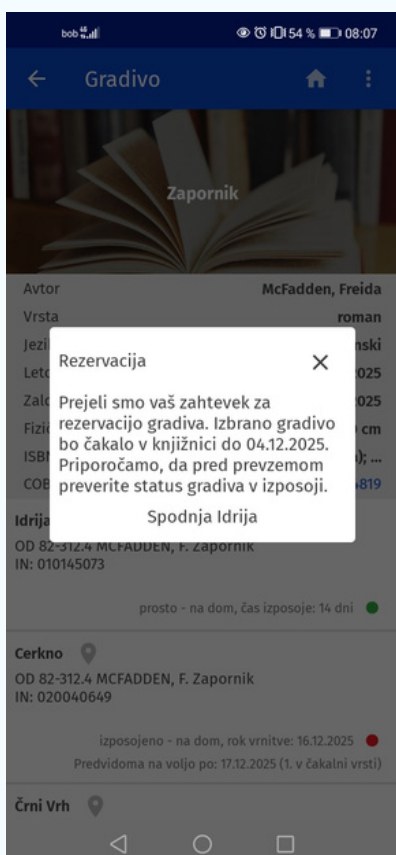 bob 54 % 08:07
Gradivo
Zapornik
Avtor McFadden, Freida
Vrsta roman
Rezervacija
Prejeli smo vaš zahtevek za
rezervacijo gradiva. Izbrano gradivo
bo čakalo v knjižnici do 04.12.2025.
Priporočamo, da pred prevzemom
preverite status gradiva v izposoji.
Spodnja Idrija
Idrija
OD 82-312.4 MCFADDEN, F. Zapornik
IN: 010145073
prosto - na dom, čas izposoje: 14 dni
Cerkno
OD 82-312.4 MCFADDEN, F. Zapornik
IN: 020040649
izposojeno - na dom, rok vrnitve: 16.12.2025
Predvidoma na voljo po: 17.12.2025 (1. v čakalni vrsti)
Črni Vrh